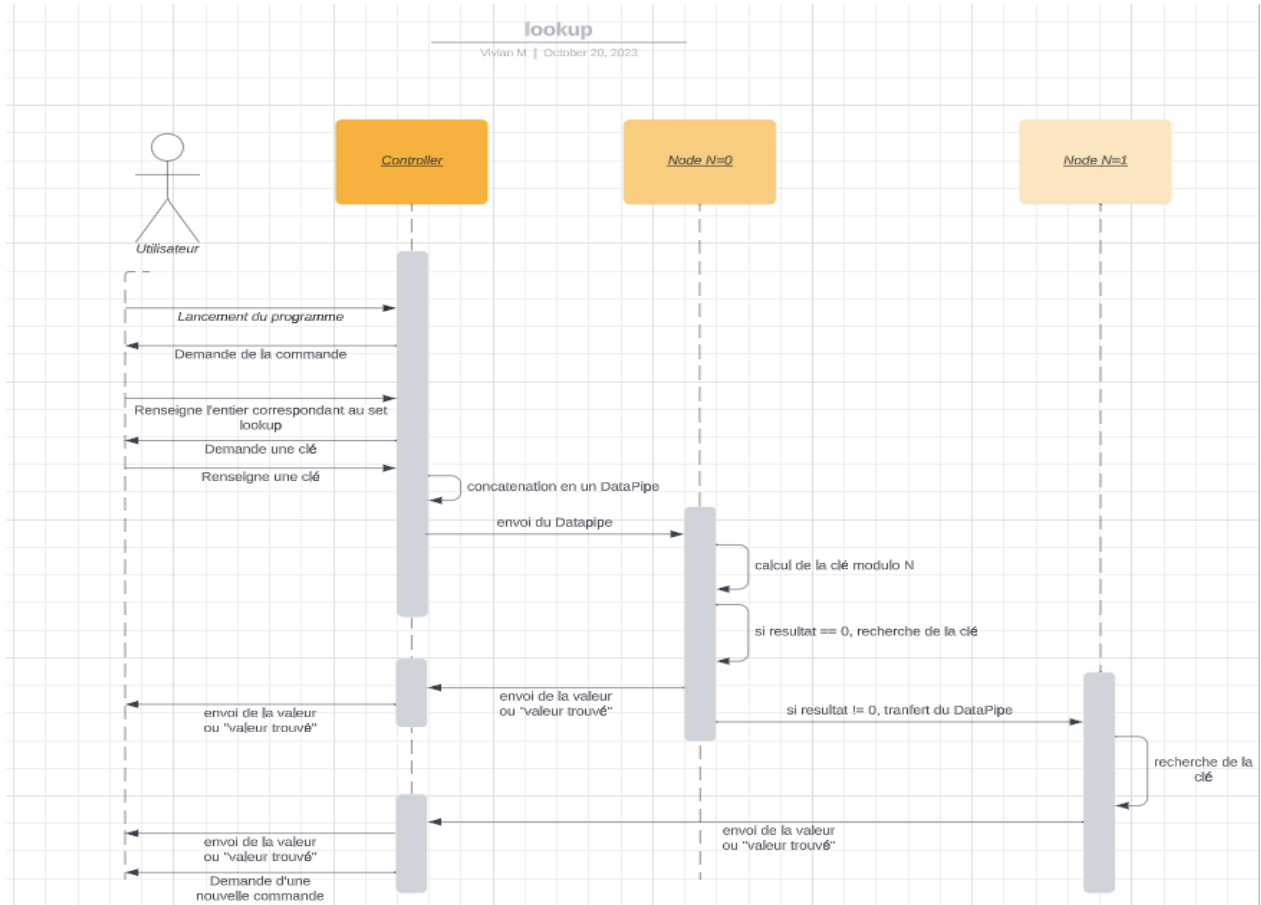 lookup
Vivian M | October 20, 2023
Controller
Node N=0
Node N=1
Utilisateur
Lancement du programme
Demande de la commande
Renseigne l'entier correspondant au set
lookup
Demande une clé
Renseigne une clé
concatenation en un DataPipe
envoi du Datapipe
calcul de la clé modulo N
si resultat == 0, recherche de la clé
envoi de la valeur
ou "valeur trouvé"
envoi de la valeur
ou "valeur trouvé"
si resultat != 0, tranfert du DataPipe
recherche de la
clé
envoi de la valeur
ou "valeur trouvé"
envoi de la valeur
ou "valeur trouvé"
Demande d'une
nouvelle commande